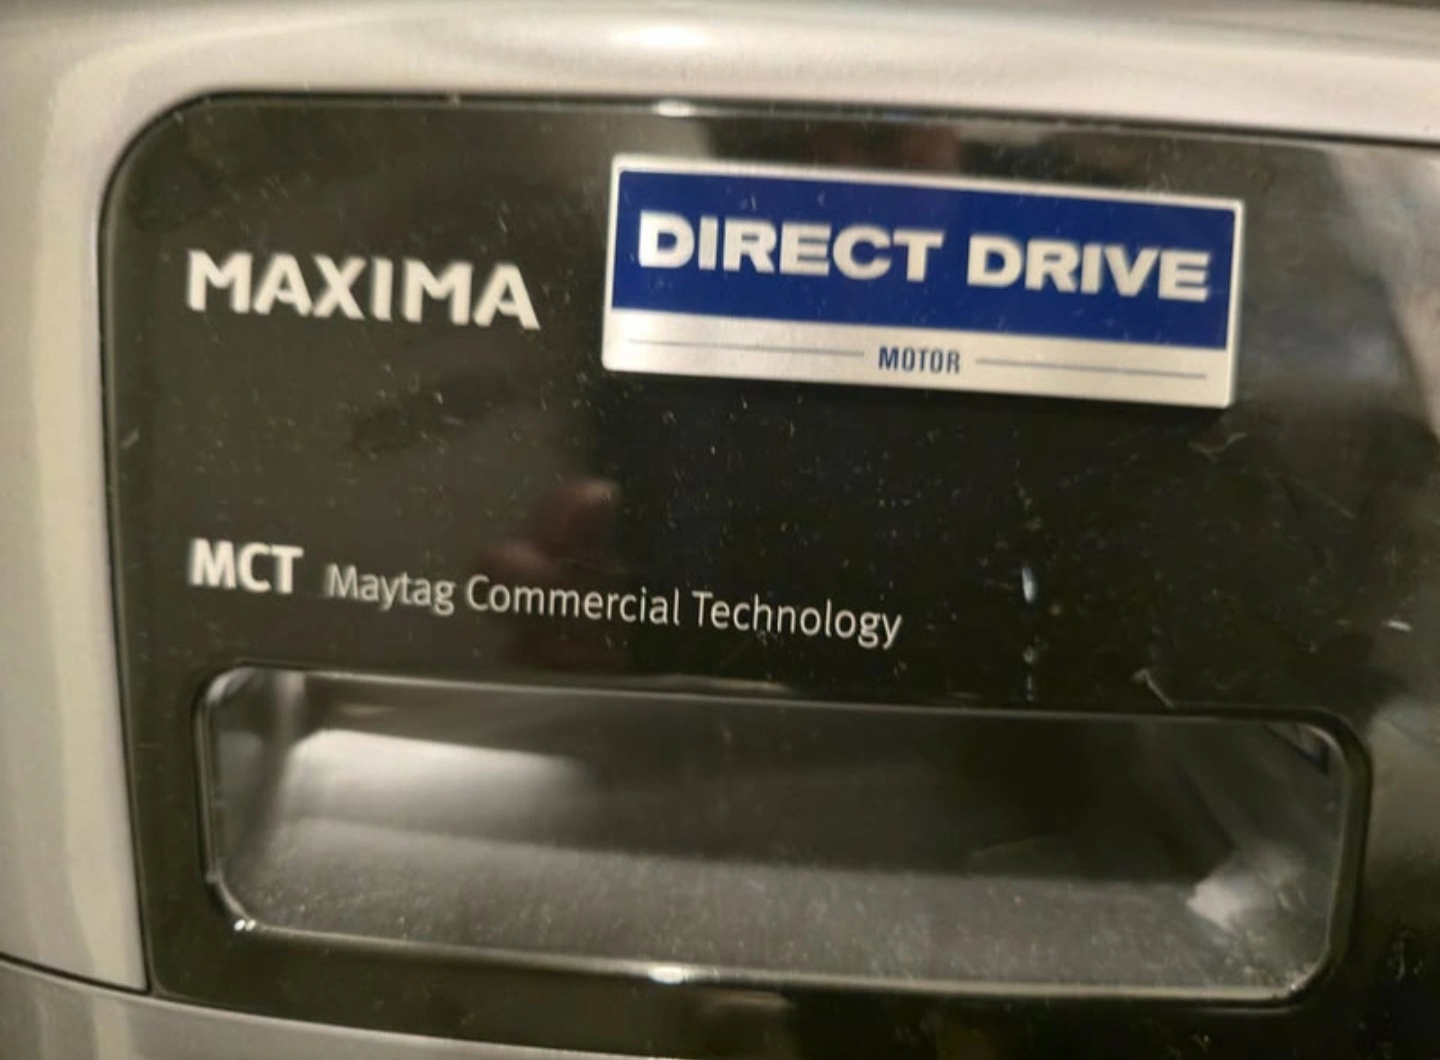 MAXIMA
DIRECT DRIVE
MOTOR
MCT Maytag Commercial Technology